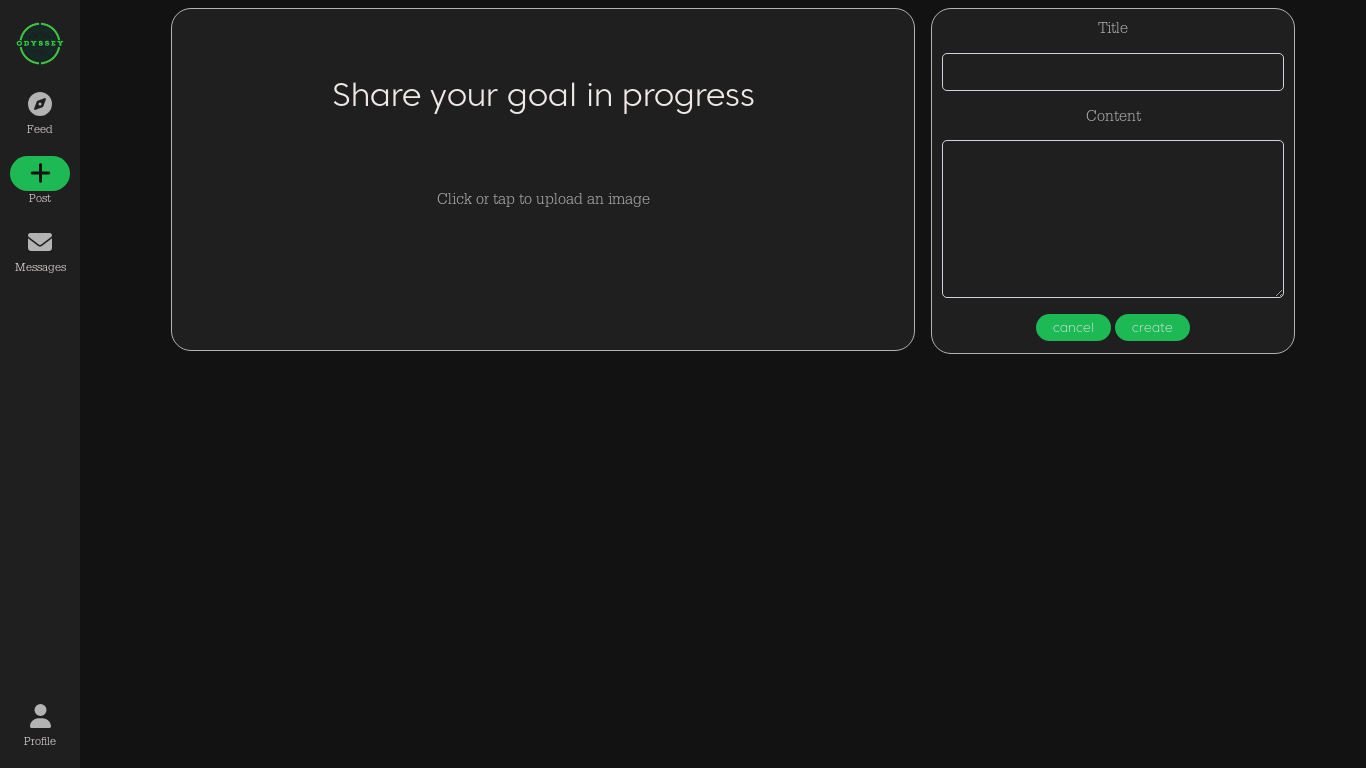 ODYSSEY
Feed
Post
Messages
Profile
Share your goal in progress
Click or tap to upload an image
Title
Content
cancel
create